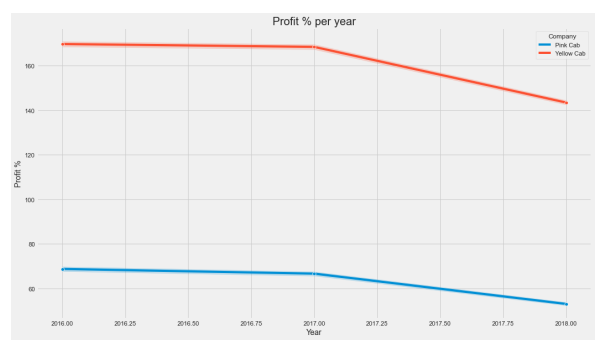 Profit % per year
Company
Pink Cab
Yellow Cab
160
140
120
100
80
60
Profit %
2016.00 2016.25 2016.50 2016.75 2017.00 2017.25 2017.50 2017.75 2018.00
Year